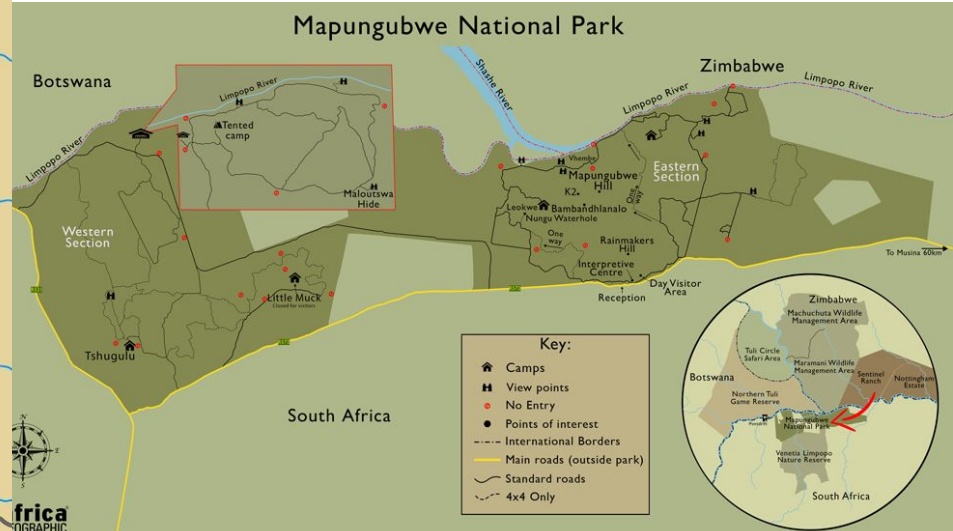 Mapungubwe National Park
Botswana
Zimbabwe
Shashe River
Limpopo River
Limpopo River
Limpopo River
Limpopo River
Tented
camp
Maloutswa
Hide
Vhembe
Mapungubwe
Hill
K2
Leokwe
Bambandhlanalo
Nungu Waterhole
One
way
One
way
Eastern
Section
Rainmakers
Hill
Interpretive
Centre
Day Visitor
Area
Reception
To Musina 60km
Western
Section
Little Muck
Closed for visitors
Tshugulu
South Africa
Key:
Camps
View points
No Entry
Points of interest
International Borders
Main roads (outside park)
Standard roads
4x4 Only
Zimbabwe
Machuchuta Wildlife
Management Area
Tuli Circle
Safari Area
Maramani Wildlife
Management Area
Botswana
Sentinel
Ranch
Nottingham
Estate
Northern Tuli
Game Reserve
Mapungubwe
National Park
Venetia Limpopo
Nature Reserve
South Africa
N
E
S
frica
OGRAPHIC